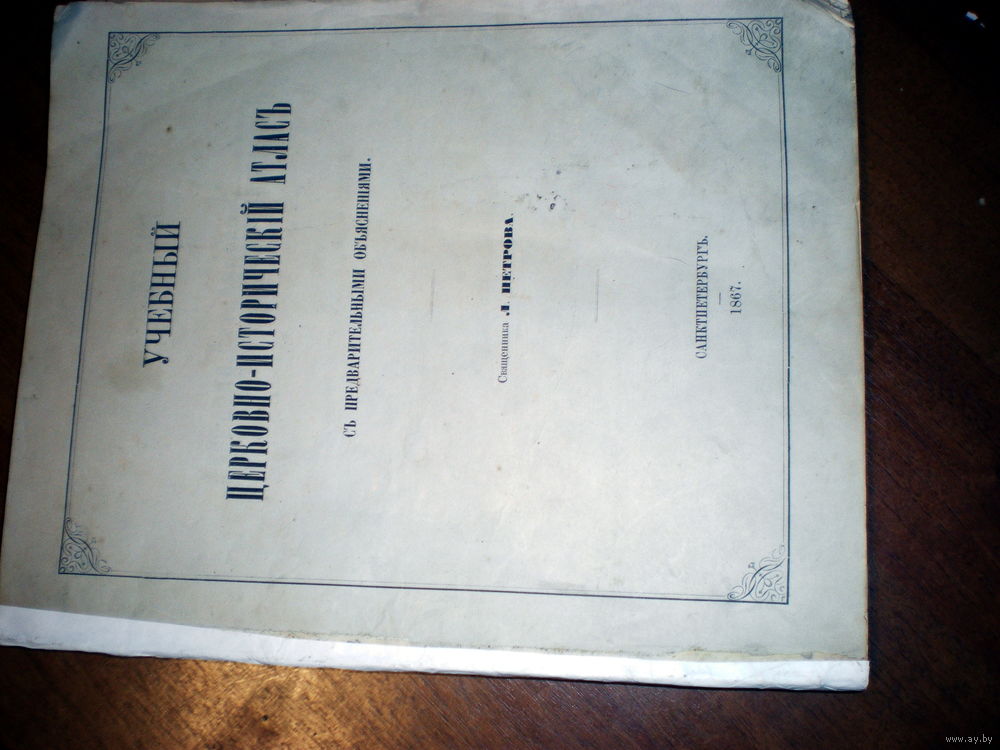 УЧЕБНЫЙ
ЦЕРКОВНО-ИСТОРИЧЕСКІЙ АТЛАСЪ
СЪ ПРЕДВАРИТЕЛЬНЫМИ ОБЪЯСНЕНІЯМИ.
Священника Л. ПЕТРОВА.
САНКТПЕТЕРБУРГЪ.
1867.
www.ay.by